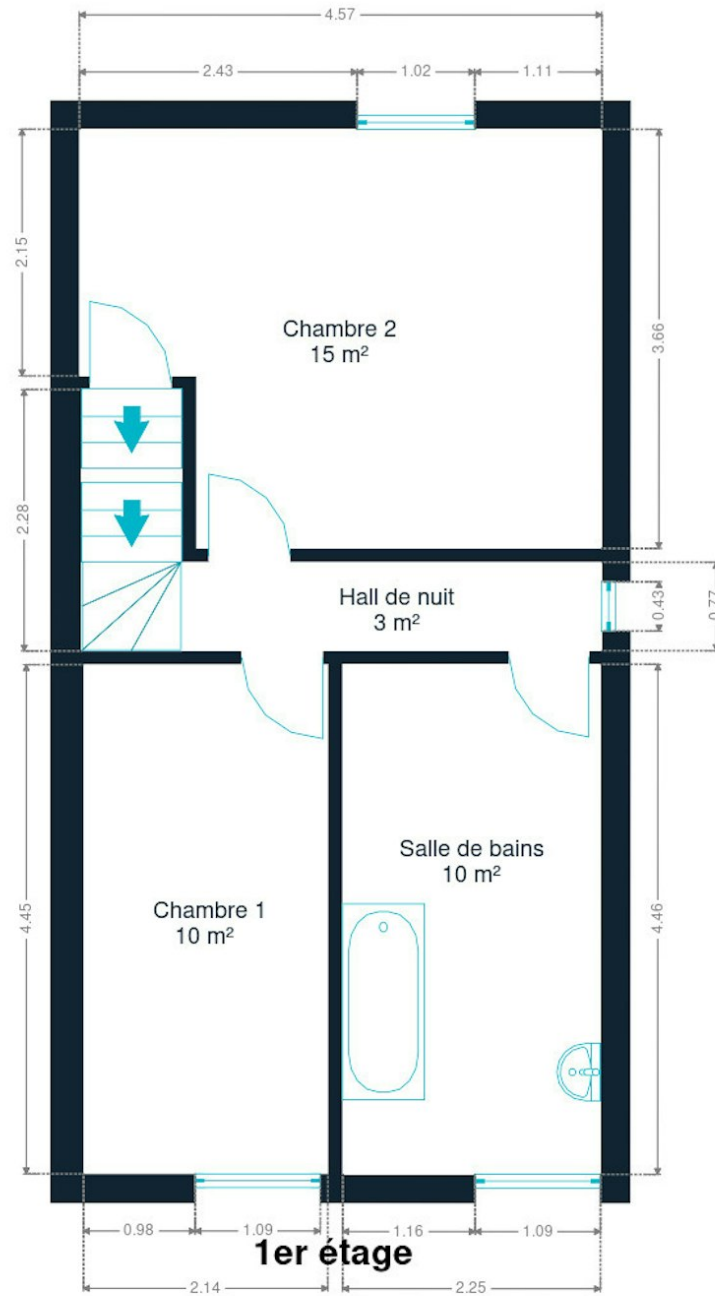 4.57
2.43
1.02
1.11
2.15
3.66
Chambre 2
15 m²
2.28
Hall de nuit
3 m²
0.43
0.77
Salle de bains
10 m²
Chambre 1
10 m²
4.45
4.46
0.98
1.09
1.16
1.09
1er étage
2.14
2.25